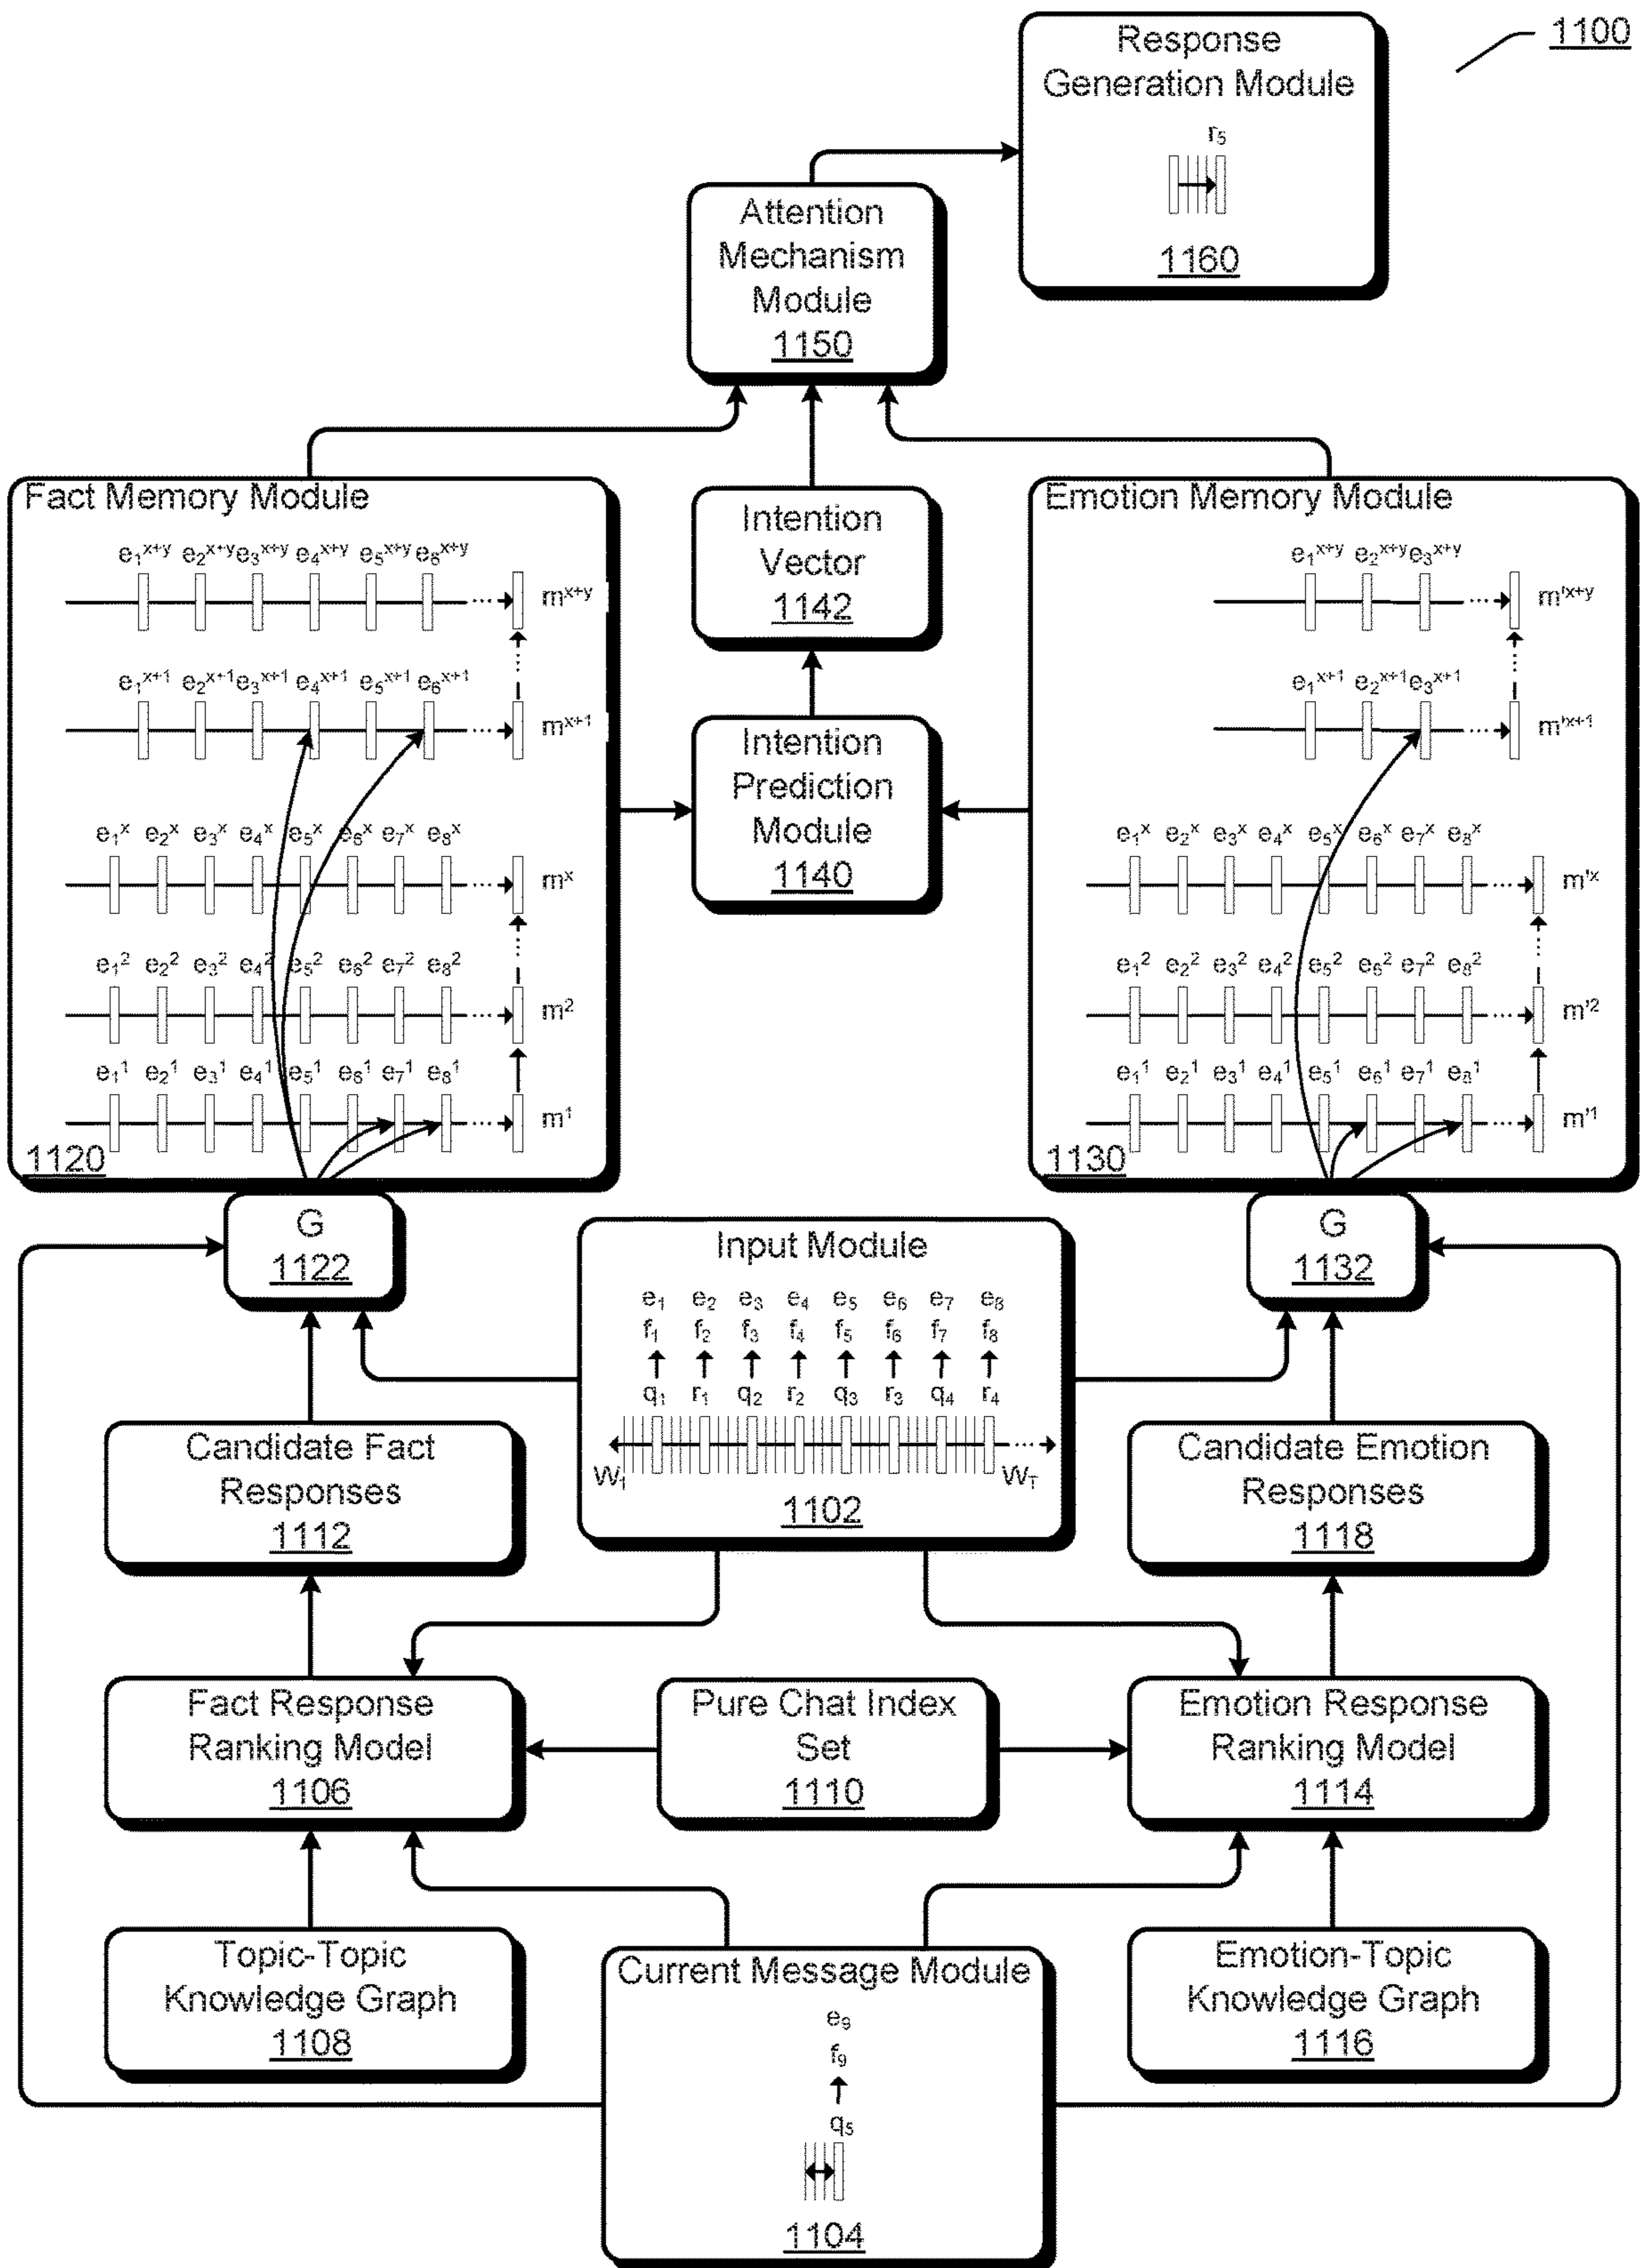 1100
Response
Generation Module
r₅
1160
Attention
Mechanism
Module
1150
Fact Memory Module
e₁ˣ⁺ʸ e₂ˣ⁺ʸ e₃ˣ⁺ʸ e₄ˣ⁺ʸ e₅ˣ⁺ʸ e₆ˣ⁺ʸ
... mˣ⁺ʸ
e₁ˣ⁺¹ e₂ˣ⁺¹ e₃ˣ⁺¹ e₄ˣ⁺¹ e₅ˣ⁺¹ e₆ˣ⁺¹
... mˣ⁺¹
e₁ˣ e₂ˣ e₃ˣ e₄ˣ e₅ˣ e₆ˣ e₇ˣ e₈ˣ
... mˣ
e₁² e₂² e₃² e₄² e₅² e₆² e₇² e₈²
... m²
e₁¹ e₂¹ e₃¹ e₄¹ e₅¹ e₆¹ e₇¹ e₈¹
... m¹
1120
Intention
Vector
1142
Intention
Prediction
Module
1140
Emotion Memory Module
e₁ˣ⁺ʸ e₂ˣ⁺ʸ e₃ˣ⁺ʸ
... m'ˣ⁺ʸ
e₁ˣ⁺¹ e₂ˣ⁺¹ e₃ˣ⁺¹
... m'ˣ⁺¹
e₁ˣ e₂ˣ e₃ˣ e₄ˣ e₅ˣ e₆ˣ e₇ˣ e₈ˣ
... m'ˣ
e₁² e₂² e₃² e₄² e₅² e₆² e₇² e₈²
... m'²
e₁¹ e₂¹ e₃¹ e₄¹ e₅¹ e₆¹ e₇¹ e₈¹
... m'¹
1130
G
1122
Input Module
e₁ e₂ e₃ e₄ e₅ e₆ e₇ e₈
f₁ f₂ f₃ f₄ f₅ f₆ f₇ f₈
q₁ r₁ q₂ r₂ q₃ r₃ q₄ r₄
...
w₁ w_T
1102
G
1132
Candidate Fact
Responses
1112
Candidate Emotion
Responses
1118
Fact Response
Ranking Model
1106
Pure Chat Index
Set
1110
Emotion Response
Ranking Model
1114
Topic-Topic
Knowledge Graph
1108
Current Message Module
e₉
f₉
q₅
1104
Emotion-Topic
Knowledge Graph
1116